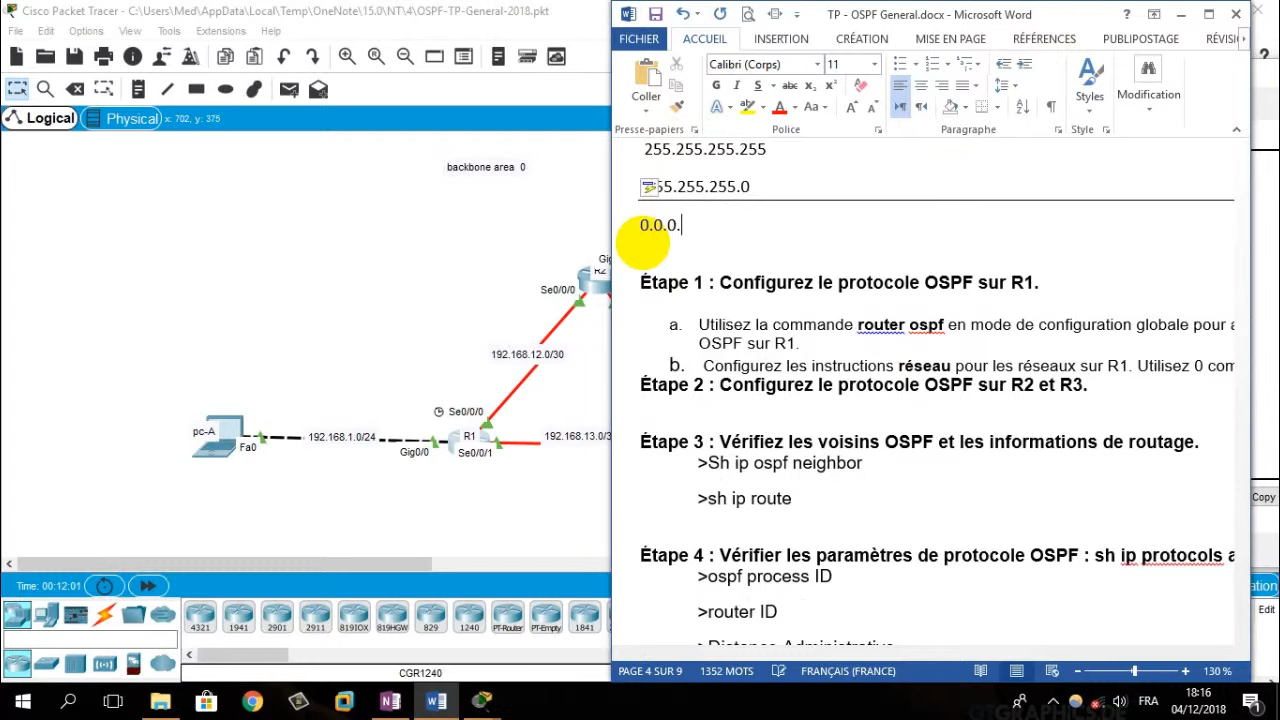 Cisco Packet Tracer - C:\Users\Med\AppData\Local\Temp\OneNote\15.0\NT\4\OSPF-TP-General-2018.pkt
File Edit Options View Tools Extensions Help
Logical Physical x: 702, y: 375
backbone area 0
Gig
R2
Se0/0/0
192.168.12.0/30
Se0/0/0
pc-A
192.168.1.0/24
R1
192.168.13.0/3
Fa0
Gig0/0
Se0/0/1
Time: 00:12:01
4321 1941 2901 2911 819IOX 819HGW 829 1240 PT-Router PT-Empty 1841
CGR1240
TP - OSPF General.docx - Microsoft Word
FICHIER ACCUEIL INSERTION CRÉATION MISE EN PAGE RÉFÉRENCES PUBLIPOSTAGE RÉVISI
Calibri (Corps) 11
Coller
Styles
Modification
Presse-papiers Police Paragraphe Style
255.255.255.255
55.255.255.0
0.0.0.
Étape 1 : Configurez le protocole OSPF sur R1.
a. Utilisez la commande router ospf en mode de configuration globale pour a
OSPF sur R1.
b. Configurez les instructions réseau pour les réseaux sur R1. Utilisez 0 com
Étape 2 : Configurez le protocole OSPF sur R2 et R3.
Étape 3 : Vérifiez les voisins OSPF et les informations de routage.
>Sh ip ospf neighbor
>sh ip route
Étape 4 : Vérifier les paramètres de protocole OSPF : sh ip protocols a
>ospf process ID
>router ID
>Distance Administrative
PAGE 4 SUR 9 1352 MOTS FRANÇAIS (FRANCE) 130 %
Copy
ation
Edit
FRA
18:16
04/12/2018